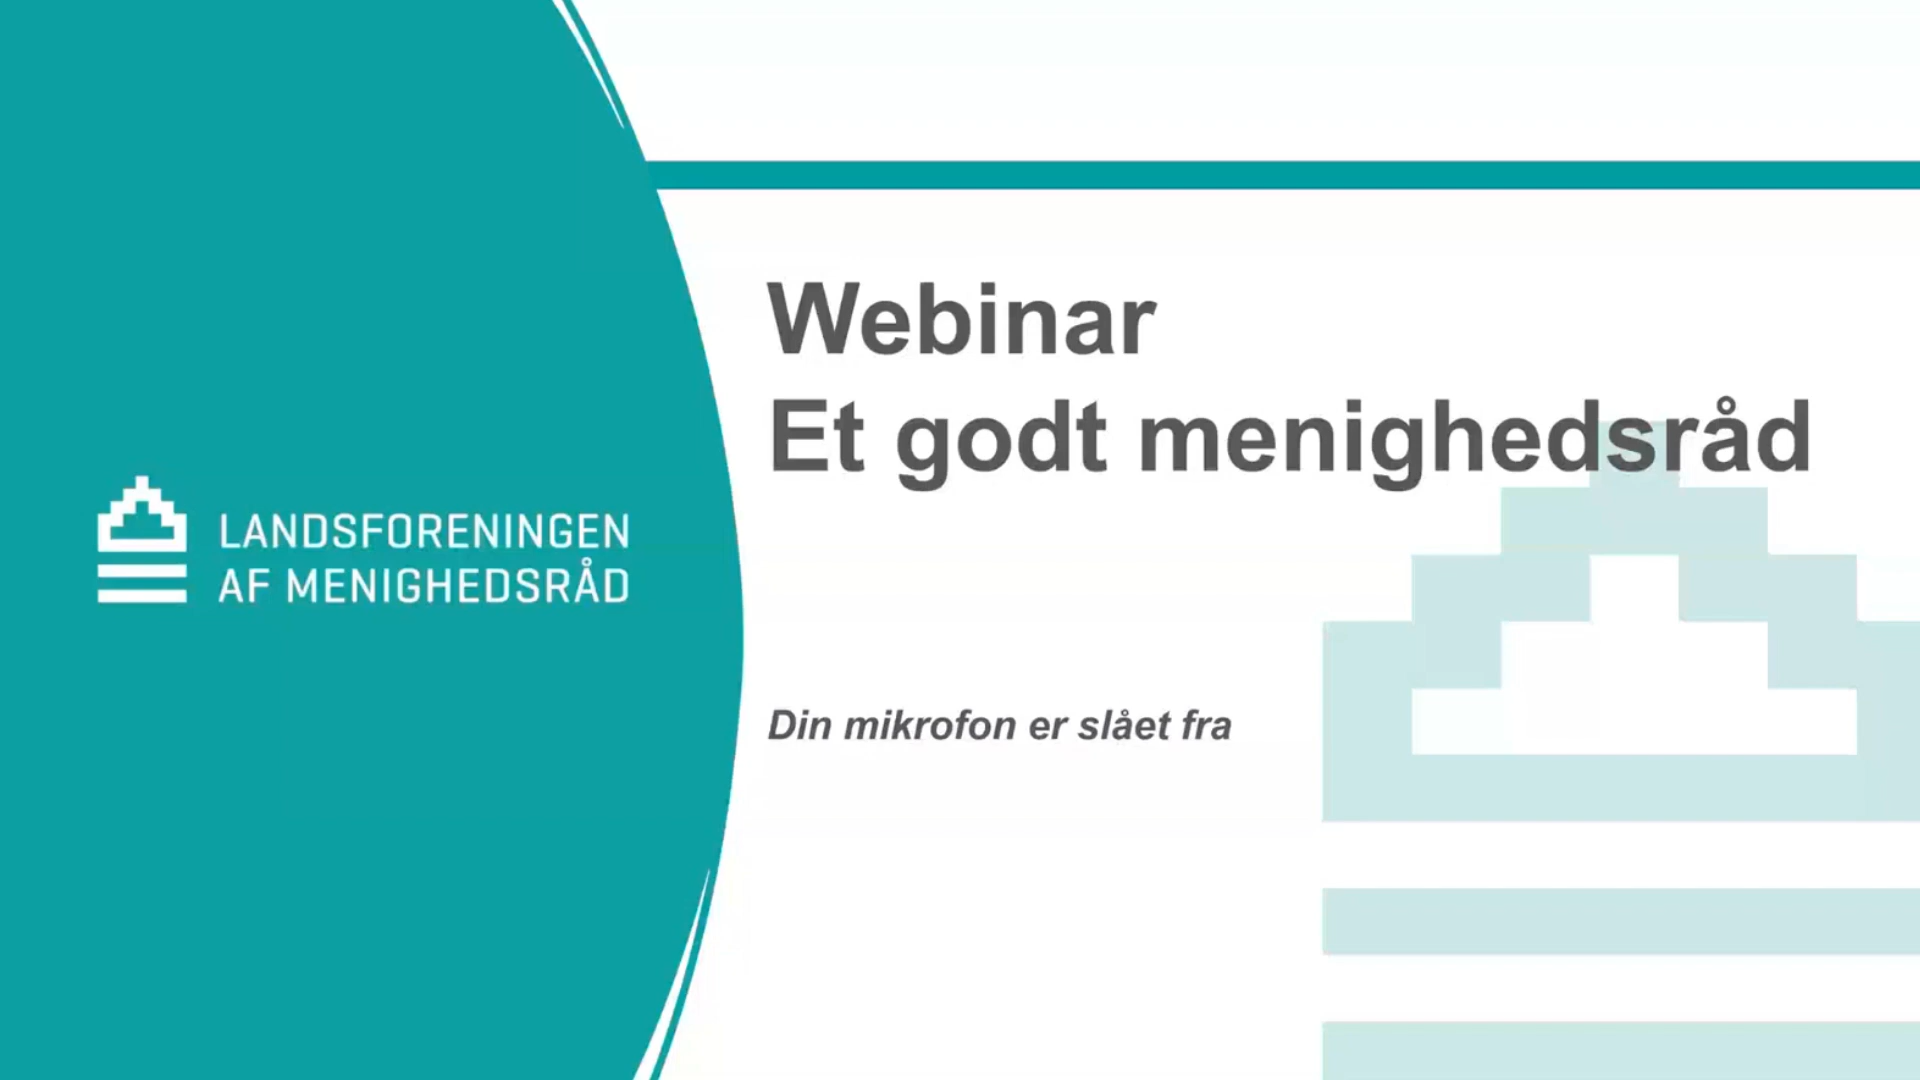 LANDSFORENINGEN
AF MENIGHEDSRÅD
Webinar
Et godt menighedsråd
Din mikrofon er slået fra